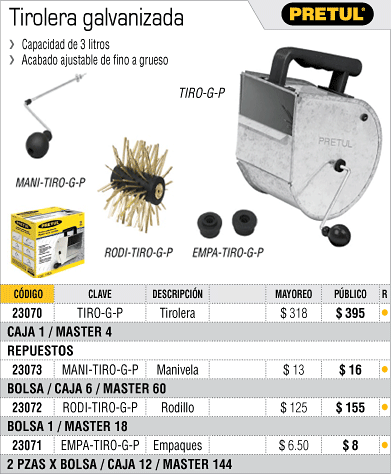 Tirolera galvanizada
PRETUL
Capacidad de 3 litros
Acabado ajustable de fino a grueso
TIRO-G-P
PRETUL
MANI-TIRO-G-P
PRETUL
RODI-TIRO-G-P
EMPA-TIRO-G-P
CÓDIGO CLAVE DESCRIPCIÓN MAYOREO PÚBLICO R
23070 TIRO-G-P Tirolera $ 318 $ 395
CAJA 1 / MASTER 4
REPUESTOS
23073 MANI-TIRO-G-P Manivela $ 13 $ 16
BOLSA / CAJA 6 / MASTER 60
23072 RODI-TIRO-G-P Rodillo $ 125 $ 155
BOLSA 1 / MASTER 18
23071 EMPA-TIRO-G-P Empaques $ 6.50 $ 8
2 PZAS X BOLSA / CAJA 12 / MASTER 144